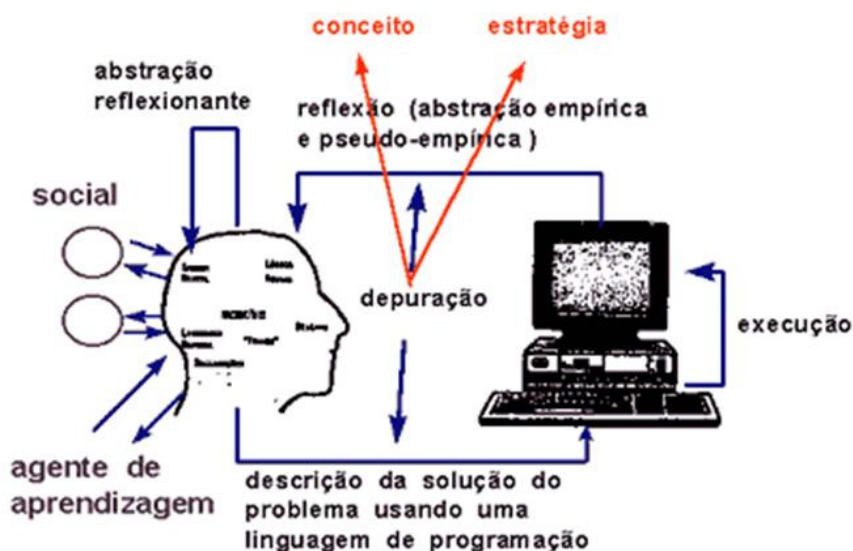 conceito estratégia
abstração
reflexionante
reflexão (abstração empírica
e pseudo-empírica )
social
depuração
execução
agente de
aprendizagem
descrição da solução do
problema usando uma
linguagem de programação